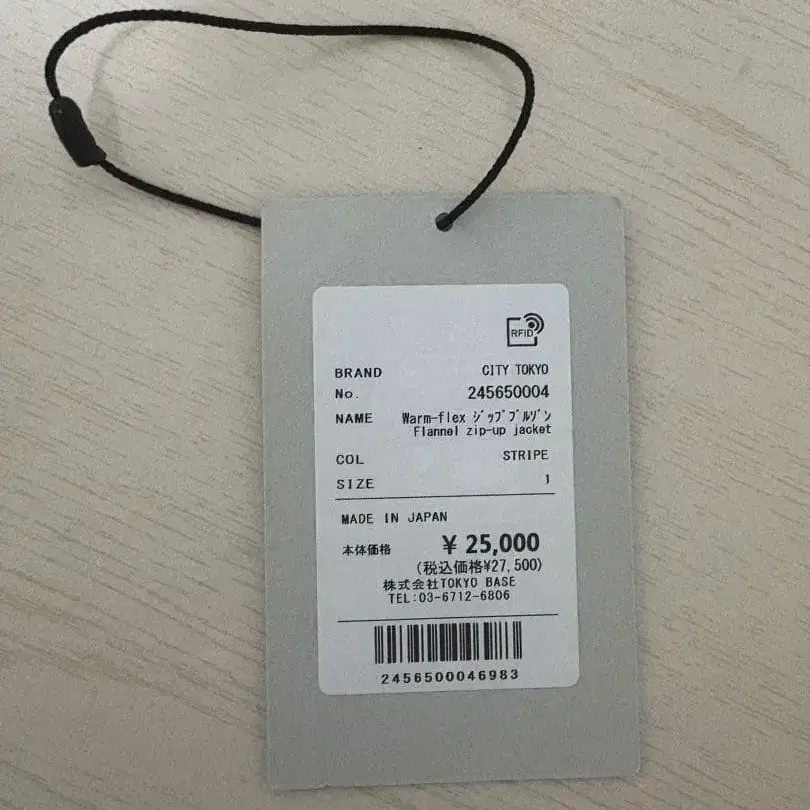 RFID
BRAND CITY TOKYO
No. 245650004
NAME Warm-flex ジップブルゾン
Flannel zip-up jacket
COL STRIPE
SIZE 1
MADE IN JAPAN
本体価格 ¥ 25,000
(税込価格¥27,500)
株式会社TOKYO BASE
TEL:03-6712-6806
2456500046983